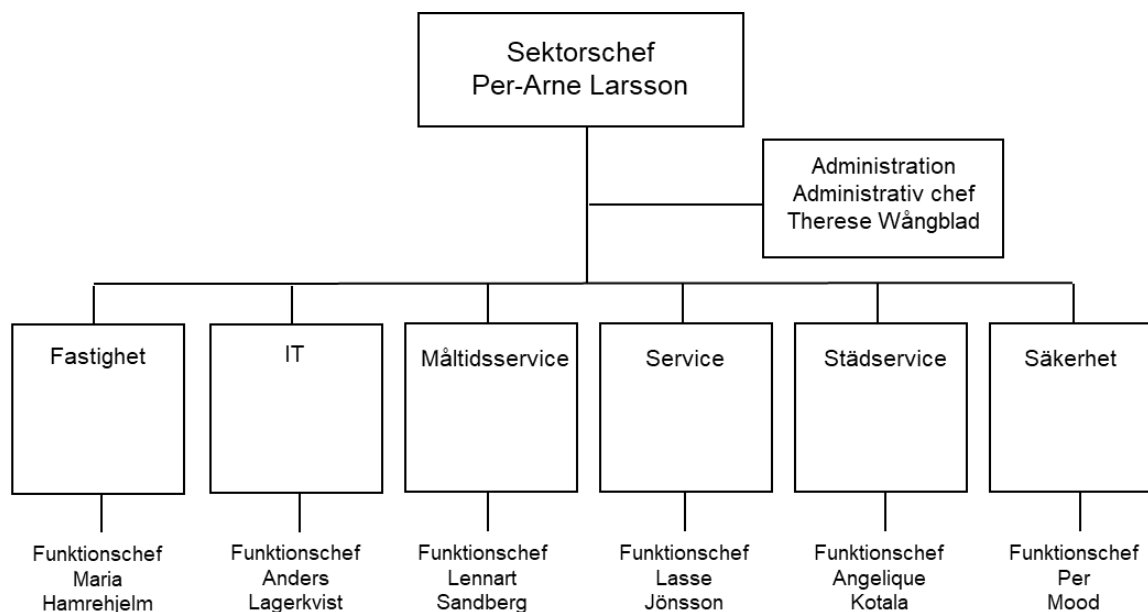 Sektorschef
Per-Arne Larsson
Administration
Administrativ chef
Therese Wångblad
Fastighet
IT
Måltidsservice
Service
Städservice
Säkerhet
Funktionschef
Maria
Hamrehjelm
Funktionschef
Anders
Lagerkvist
Funktionschef
Lennart
Sandberg
Funktionschef
Lasse
Jönsson
Funktionschef
Angelique
Kotala
Funktionschef
Per
Mood